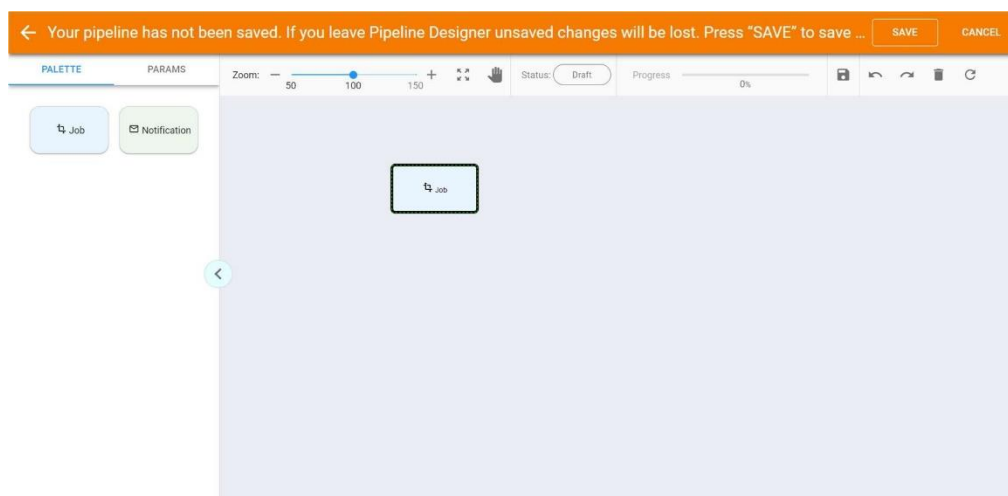 Your pipeline has not been saved. If you leave Pipeline Designer unsaved changes will be lost. Press “SAVE” to save ... SAVE CANCEL
PALETTE PARAMS Zoom: 50 100 150 Status: Draft Progress 0%
Job Notification
Job